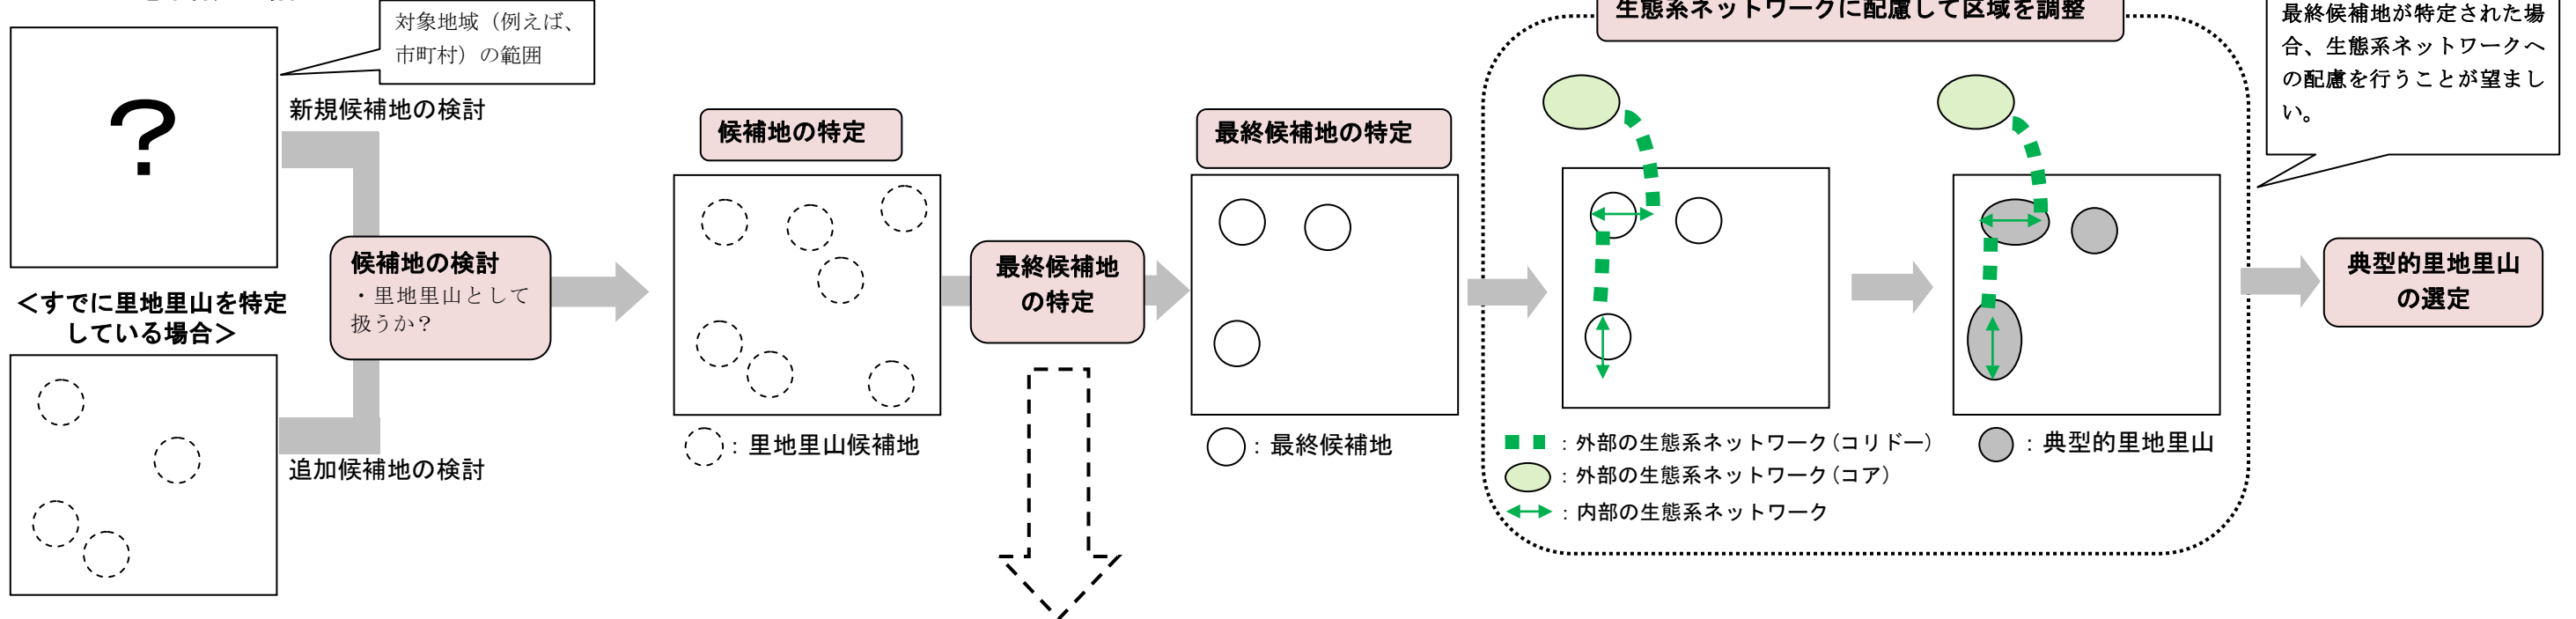 対象地域（例えば、
市町村）の範囲
？
新規候補地の検討
＜すでに里地里山を特定
している場合＞
追加候補地の検討
候補地の検討
・里地里山として
扱うか？
候補地の特定
：里地里山候補地
最終候補地
の特定
最終候補地の特定
：最終候補地
生態系ネットワークに配慮して区域を調整
：外部の生態系ネットワーク（コリドー）
：外部の生態系ネットワーク（コア）
：内部の生態系ネットワーク
：典型的里地里山
最終候補地が特定された場
合、生態系ネットワークへ
の配慮を行うことが望まし
い。
典型的里地里山
の選定